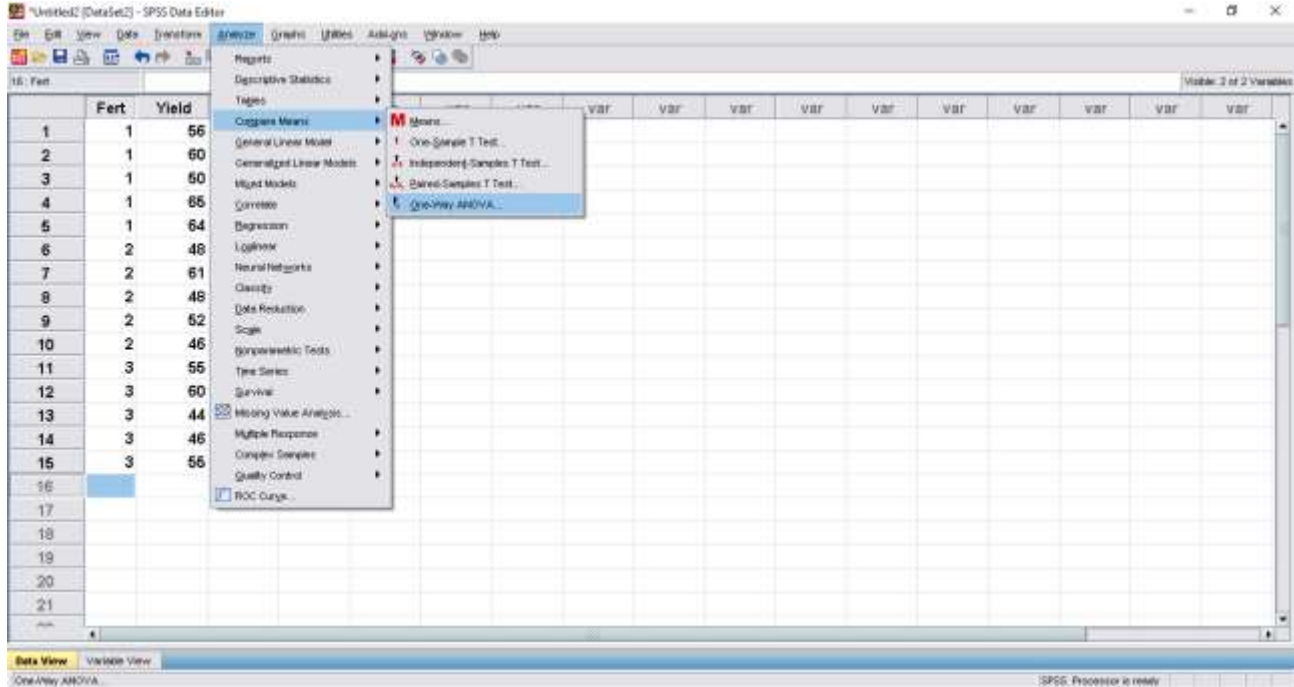 *Untitled2 [DataSet2] - SPSS Data Editor
File Edit View Data Transform Analyze Graphs Utilities Add-ons Window Help
16 : Fert
Visible: 2 of 2 Variables
Fert Yield var var var var var var var var var
1 1 56
2 1 60
3 1 50
4 1 65
5 1 64
6 2 48
7 2 61
8 2 48
9 2 52
10 2 46
11 3 55
12 3 60
13 3 44
14 3 46
15 3 55
16
17
18
19
20
21
Reports
Descriptive Statistics
Tables
Compare Means
General Linear Model
Generalized Linear Models
Mixed Models
Correlate
Regression
Loglinear
Neural Networks
Classify
Data Reduction
Scale
Nonparametric Tests
Time Series
Survival
Missing Value Analysis...
Multiple Response
Complex Samples
Quality Control
ROC Curve...
M Means...
One-Sample T Test...
Independent-Samples T Test...
Paired-Samples T Test...
One-Way ANOVA...
Data View Variable View
One-Way ANOVA...
SPSS Processor is ready